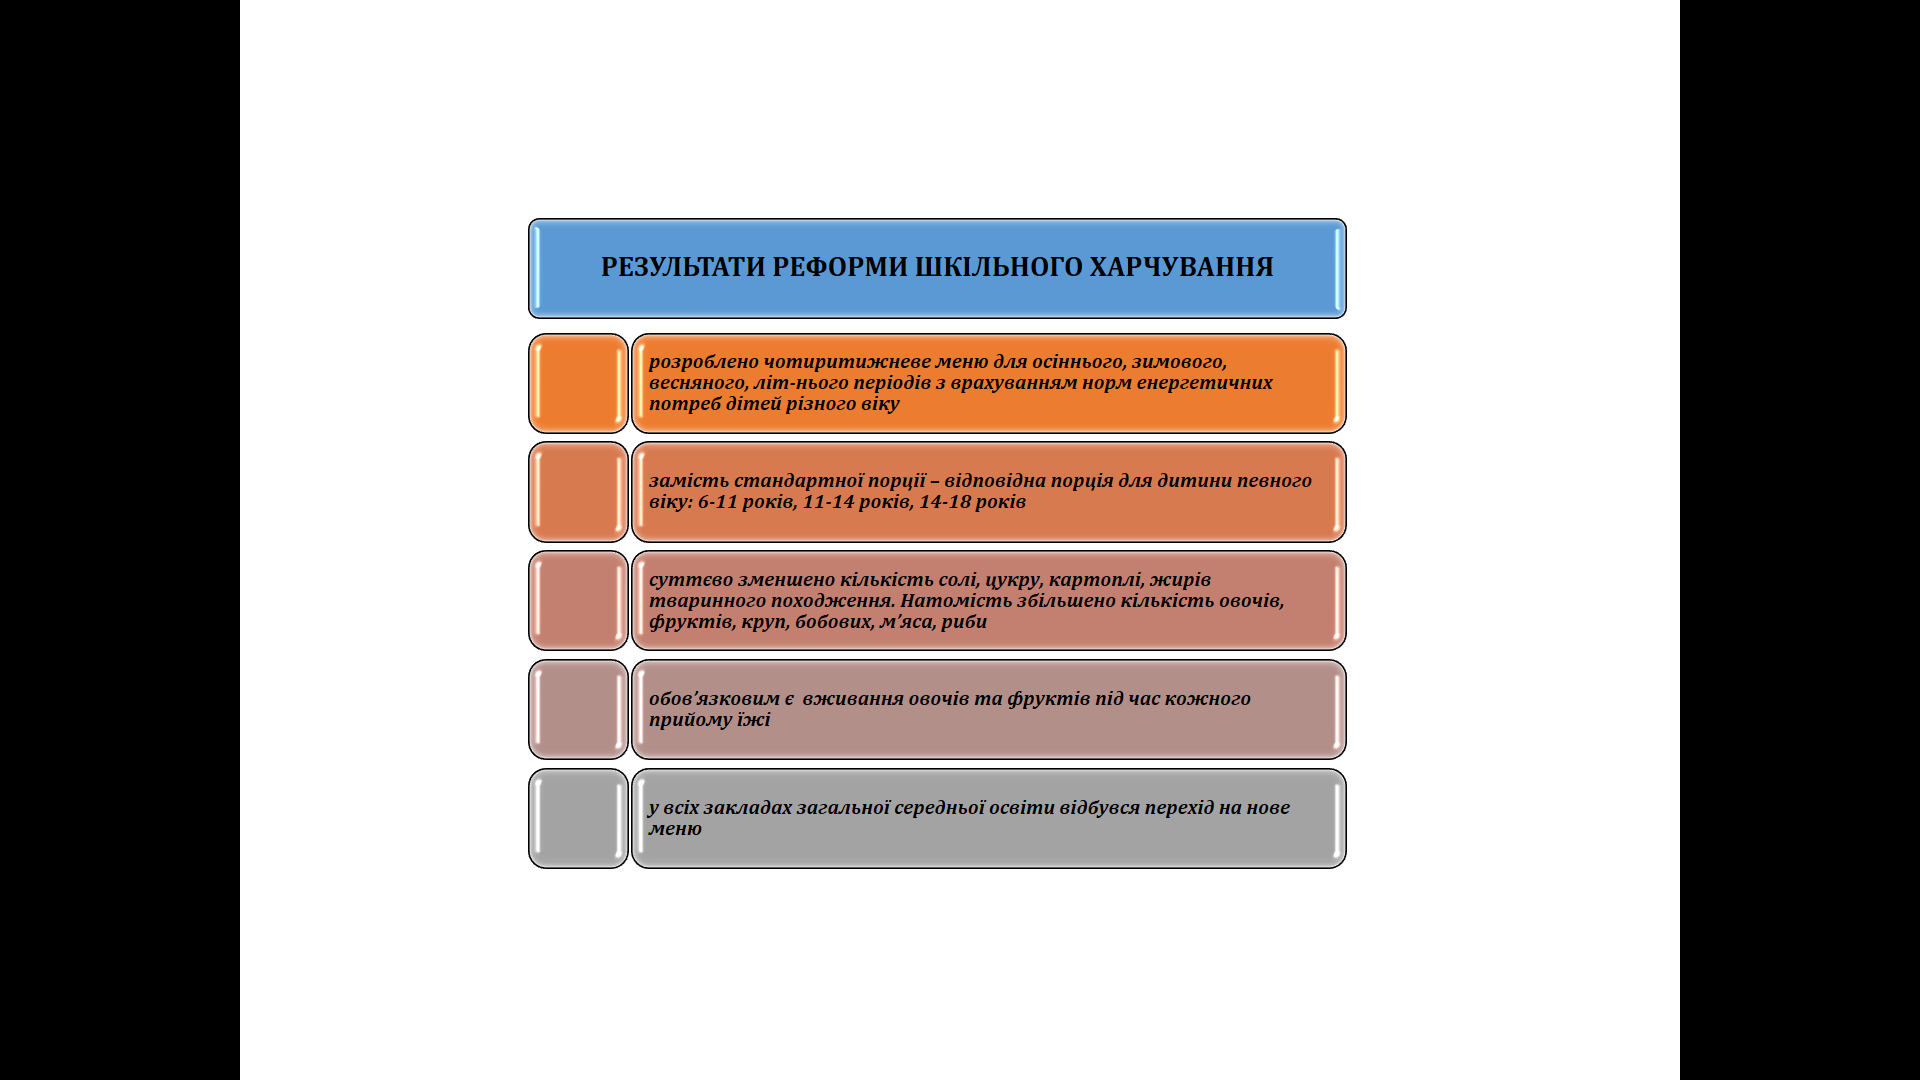 РЕЗУЛЬТАТИ РЕФОРМИ ШКІЛЬНОГО ХАРЧУВАННЯ
розроблено чотиритижневе меню для осіннього, зимового,
весняного, літ-нього періодів з врахуванням норм енергетичних
потреб дітей різного віку
замість стандартної порції – відповідна порція для дитини певного
віку: 6-11 років, 11-14 років, 14-18 років
суттєво зменшено кількість солі, цукру, картоплі, жирів
тваринного походження. Натомість збільшено кількість овочів,
фруктів, круп, бобових, м’яса, риби
обов’язковим є вживання овочів та фруктів під час кожного
прийому їжі
у всіх закладах загальної середньої освіти відбувся перехід на нове
меню